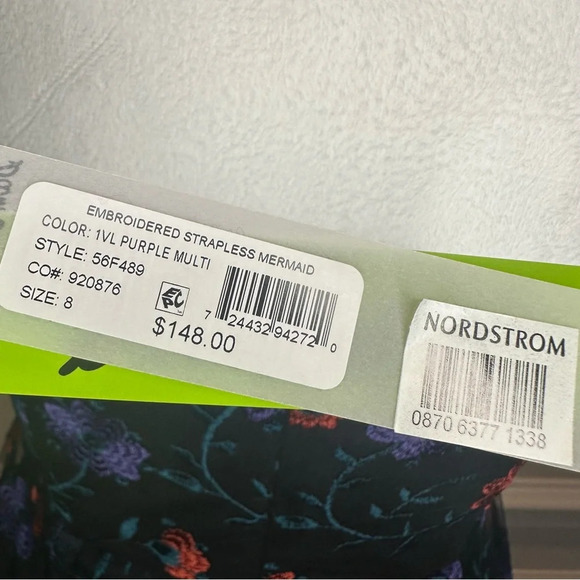 EMBROIDERED STRAPLESS MERMAID
COLOR: 1VL PURPLE MULTI
STYLE: 56F489
CO#: 920876
SIZE: 8
EPC
$148.00
7 24432 94272 0
NORDSTROM
0870 6377 1338